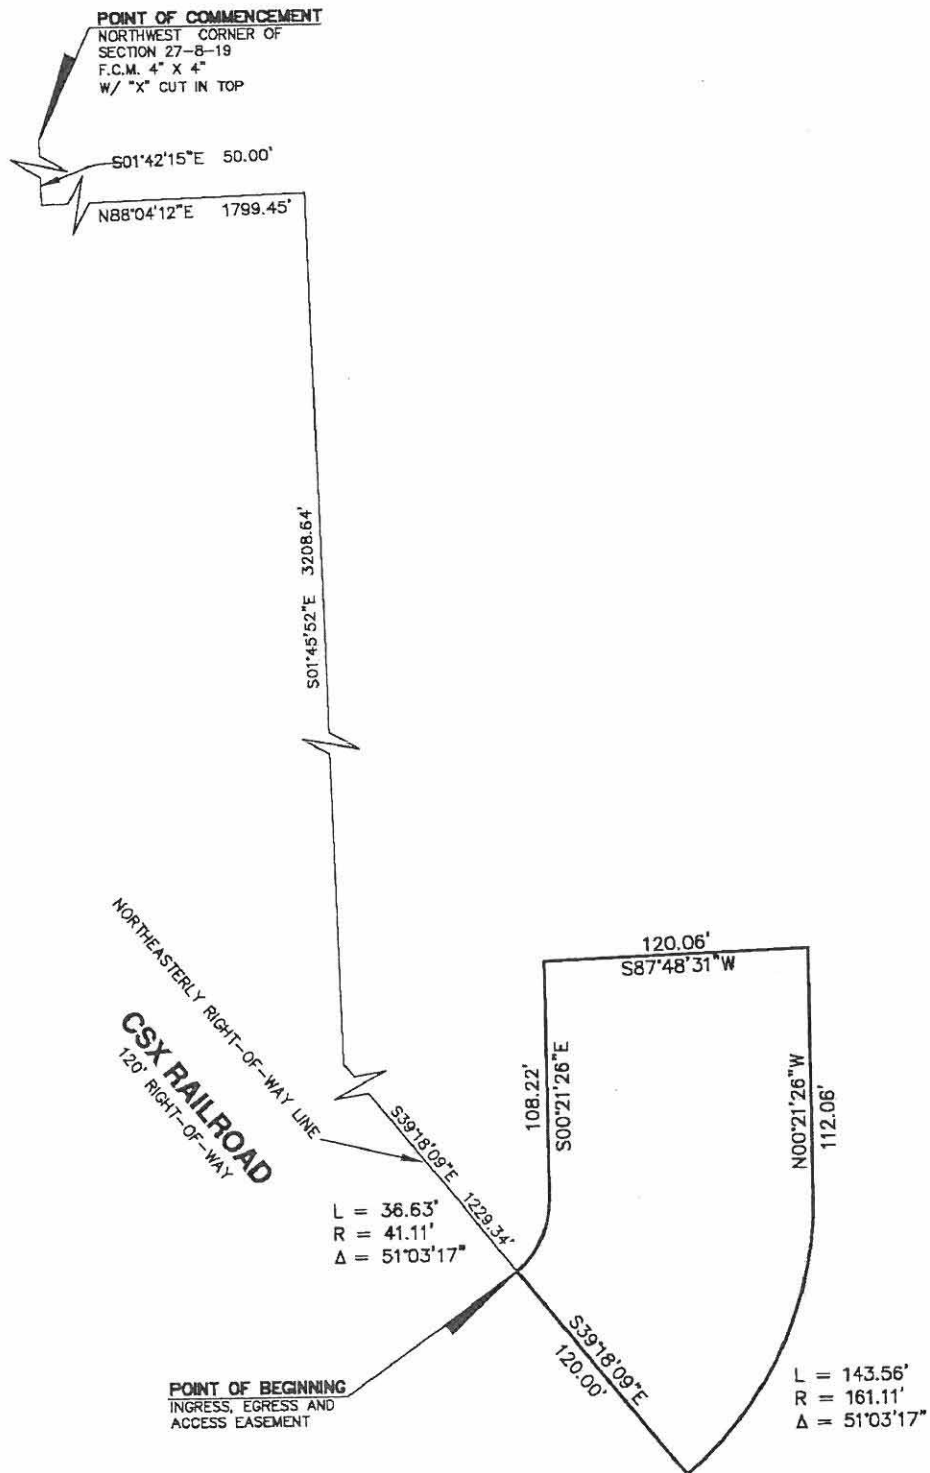 POINT OF COMMENCEMENT
NORTHWEST CORNER OF
SECTION 27-8-19
F.C.M. 4" X 4"
W/ "X" CUT IN TOP
S01°42'15"E 50.00'
N88°04'12"E 1799.45'
S01°45'52"E 3208.64'
NORTHEASTERLY RIGHT-OF-WAY LINE
CSX RAILROAD
120' RIGHT-OF-WAY
S39°18'09"E 1229.34'
L = 36.63'
R = 41.11'
Δ = 51°03'17"
120.06'
S87°48'31"W
108.22'
S00°21'26"E
N00°21'26"W
112.06'
S39°18'09"E
120.00'
L = 143.56'
R = 161.11'
Δ = 51°03'17"
POINT OF BEGINNING
INGRESS, EGRESS AND
ACCESS EASEMENT